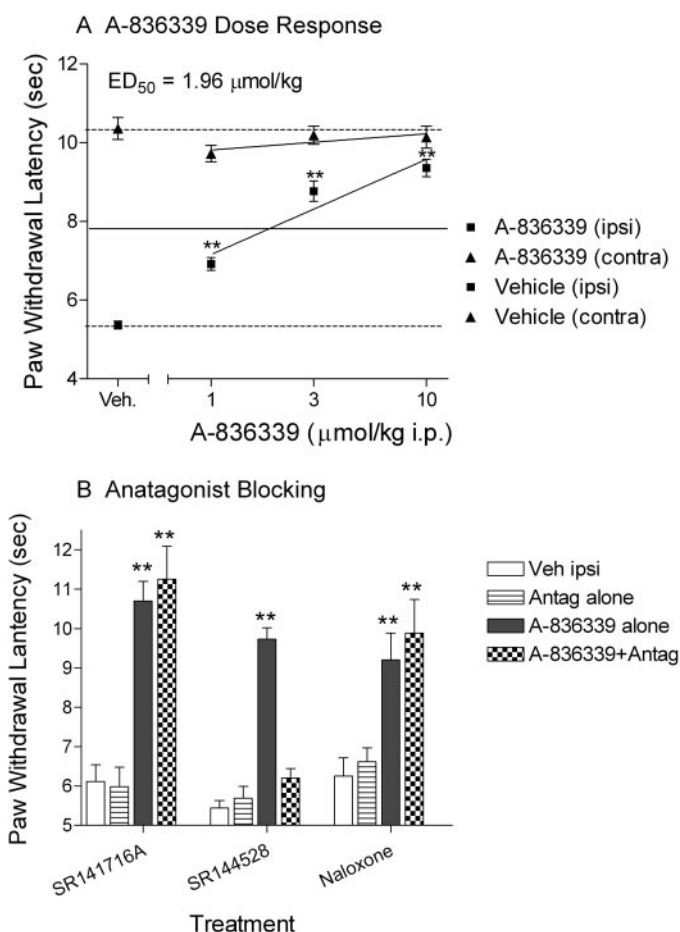 A A-836339 Dose Response
Paw Withdrawal Latency (sec)
12
10
8
6
4
ED50 = 1.96 μmol/kg
**
**
**
A-836339 (ipsi)
A-836339 (contra)
Vehicle (ipsi)
Vehicle (contra)
Veh.
1
3
10
A-836339 (μmol/kg i.p.)
B Anatagonist Blocking
Paw Withdrawal Lantency (sec)
12
11
10
9
8
7
6
5
**
**
**
**
**
Veh ipsi
Antag alone
A-836339 alone
A-836339+Antag
SR141716A
SR144528
Naloxone
Treatment